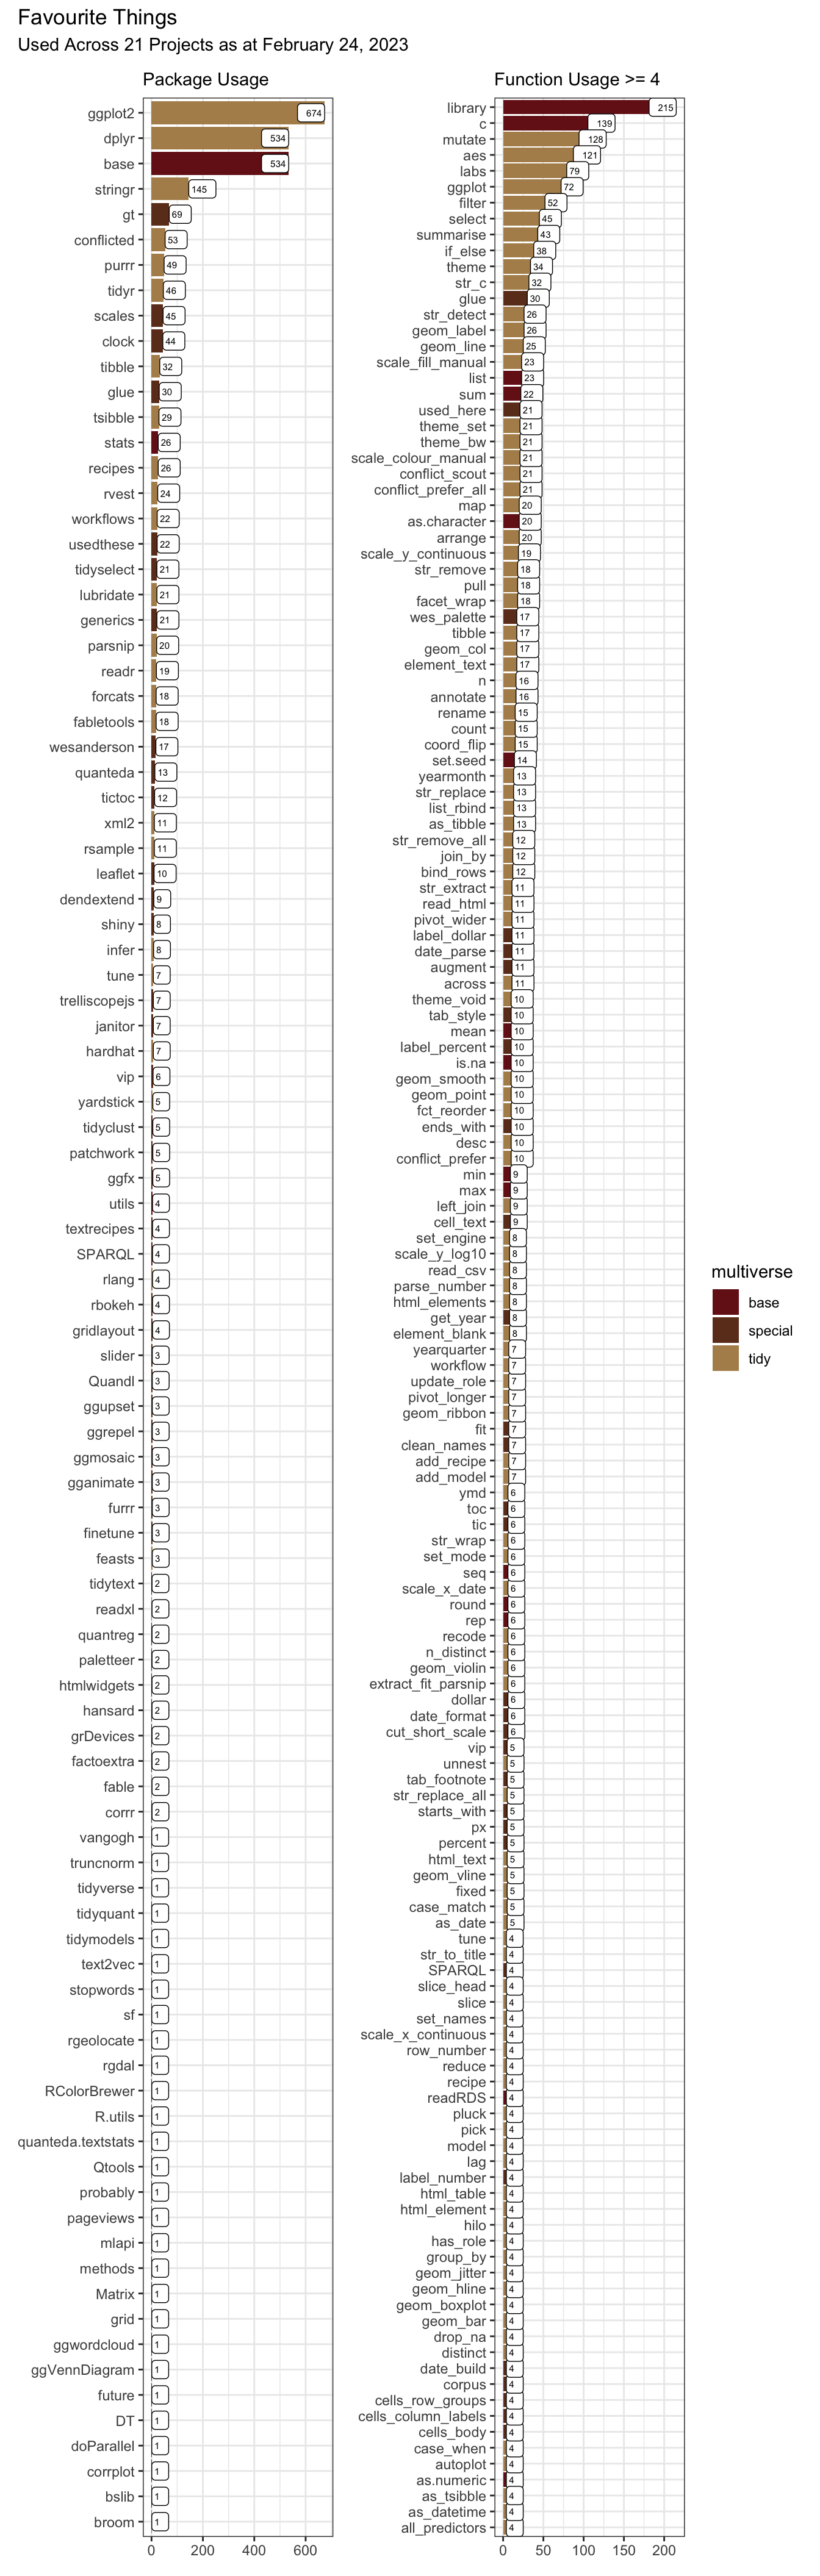 Favourite Things
Used Across 21 Projects as at February 24, 2023
Package Usage
ggplot2 674
dplyr 534
base 534
stringr 145
gt 69
conflicted 53
purrr 49
tidyr 46
scales 45
clock 44
tibble 32
glue 30
tsibble 29
stats 26
recipes 26
rvest 24
workflows 22
usedthese 22
tidyselect 21
lubridate 21
generics 21
parsnip 20
readr 19
forcats 18
fabletools 18
wesanderson 17
quanteda 13
tictoc 12
xml2 11
rsample 11
leaflet 10
dendextend 9
shiny 8
infer 8
tune 7
trelliscopejs 7
janitor 7
hardhat 7
vip 6
yardstick 5
tidyclust 5
patchwork 5
ggfx 5
utils 4
textrecipes 4
SPARQL 4
rlang 4
rbokeh 4
gridlayout 4
slider 3
Quandl 3
ggupset 3
ggrepel 3
ggmosaic 3
gganimate 3
furrr 3
finetune 3
feasts 3
tidytext 2
readxl 2
quantreg 2
paletteer 2
htmlwidgets 2
hansard 2
grDevices 2
factoextra 2
fable 2
corrr 2
vangogh 1
truncnorm 1
tidyverse 1
tidyquant 1
tidymodels 1
text2vec 1
stopwords 1
sf 1
rgeolocate 1
rgdal 1
RColorBrewer 1
R.utils 1
quanteda.textstats 1
Qtools 1
probably 1
pageviews 1
mlapi 1
methods 1
Matrix 1
grid 1
ggwordcloud 1
ggVennDiagram 1
future 1
DT 1
doParallel 1
corrplot 1
bslib 1
broom 1
0 200 400 600
Function Usage >= 4
library 215
c 139
mutate 128
aes 121
labs 79
ggplot 72
filter 52
select 45
summarise 43
if_else 38
theme 34
str_c 32
glue 30
str_detect 26
geom_label 26
geom_line 25
scale_fill_manual 23
list 23
sum 22
used_here 21
theme_set 21
theme_bw 21
scale_colour_manual 21
conflict_scout 21
conflict_prefer_all 21
map 20
as.character 20
arrange 20
scale_y_continuous 19
str_remove 18
pull 18
facet_wrap 18
wes_palette 17
tibble 17
geom_col 17
element_text 17
n 16
annotate 16
rename 15
count 15
coord_flip 15
set.seed 14
yearmonth 13
str_replace 13
list_rbind 13
as_tibble 13
str_remove_all 12
join_by 12
bind_rows 12
str_extract 11
read_html 11
pivot_wider 11
label_dollar 11
date_parse 11
augment 11
across 11
theme_void 10
tab_style 10
mean 10
label_percent 10
is.na 10
geom_smooth 10
geom_point 10
fct_reorder 10
ends_with 10
desc 10
conflict_prefer 10
min 9
max 9
left_join 9
cell_text 9
set_engine 8
scale_y_log10 8
read_csv 8
parse_number 8
html_elements 8
get_year 8
element_blank 8
yearquarter 7
workflow 7
update_role 7
pivot_longer 7
geom_ribbon 7
fit 7
clean_names 7
add_recipe 7
add_model 7
ymd 6
toc 6
tic 6
str_wrap 6
set_mode 6
seq 6
scale_x_date 6
round 6
rep 6
recode 6
n_distinct 6
geom_violin 6
extract_fit_parsnip 6
dollar 6
date_format 6
cut_short_scale 6
vip 5
unnest 5
tab_footnote 5
str_replace_all 5
starts_with 5
px 5
percent 5
html_text 5
geom_vline 5
fixed 5
case_match 5
as_date 5
tune 4
str_to_title 4
SPARQL 4
slice_head 4
slice 4
set_names 4
scale_x_continuous 4
row_number 4
reduce 4
recipe 4
readRDS 4
pluck 4
pick 4
model 4
lag 4
label_number 4
html_table 4
html_element 4
hilo 4
has_role 4
group_by 4
geom_jitter 4
geom_hline 4
geom_boxplot 4
geom_bar 4
drop_na 4
distinct 4
date_build 4
corpus 4
cells_row_groups 4
cells_column_labels 4
cells_body 4
case_when 4
autoplot 4
as.numeric 4
as_tsibble 4
as_datetime 4
all_predictors 4
0 50 100 150 200
multiverse
base
special
tidy